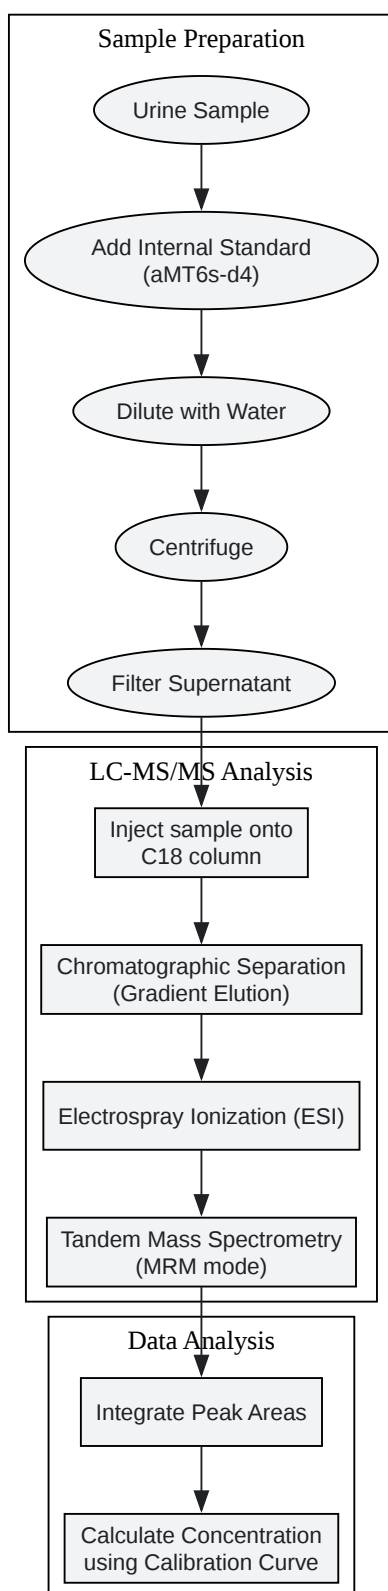 Sample Preparation
Urine Sample
Add Internal Standard
(aMT6s-d4)
Dilute with Water
Centrifuge
Filter Supernatant
LC-MS/MS Analysis
Inject sample onto
C18 column
Chromatographic Separation
(Gradient Elution)
Electrospray Ionization (ESI)
Tandem Mass Spectrometry
(MRM mode)
Data Analysis
Integrate Peak Areas
Calculate Concentration
using Calibration Curve